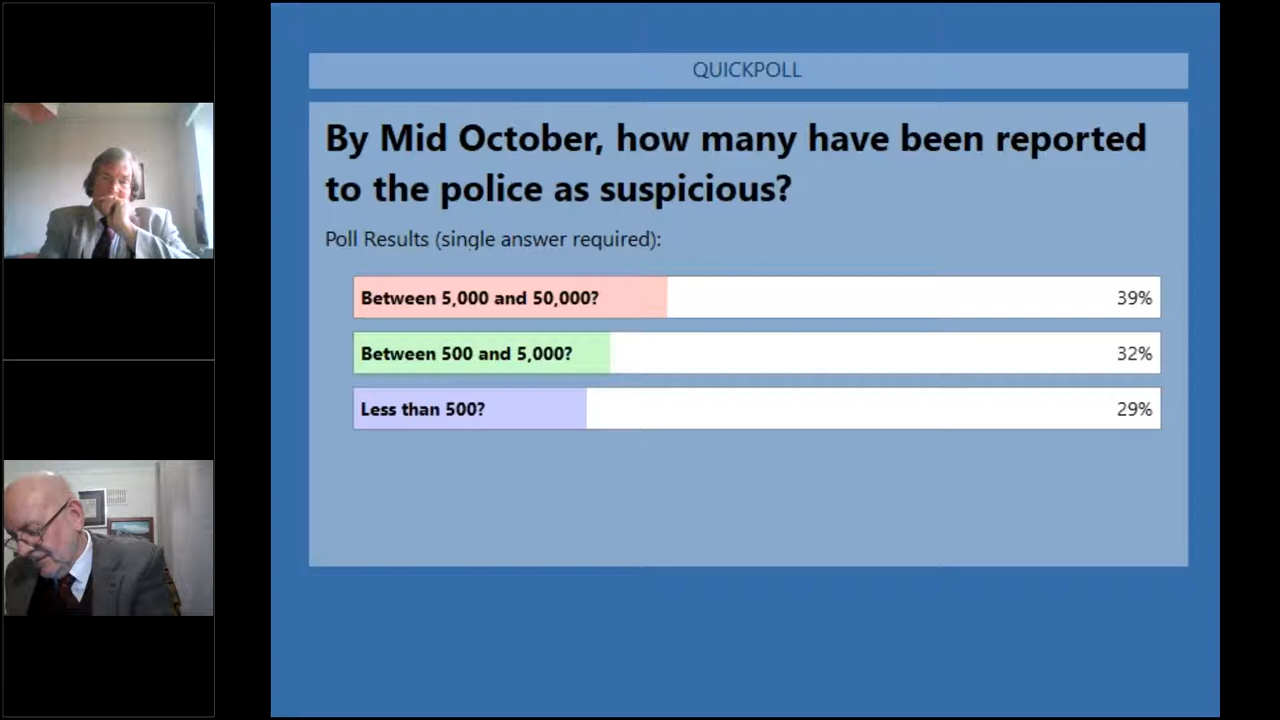 QUICKPOLL
By Mid October, how many have been reported
to the police as suspicious?
Poll Results (single answer required):
Between 5,000 and 50,000? 39%
Between 500 and 5,000? 32%
Less than 500? 29%